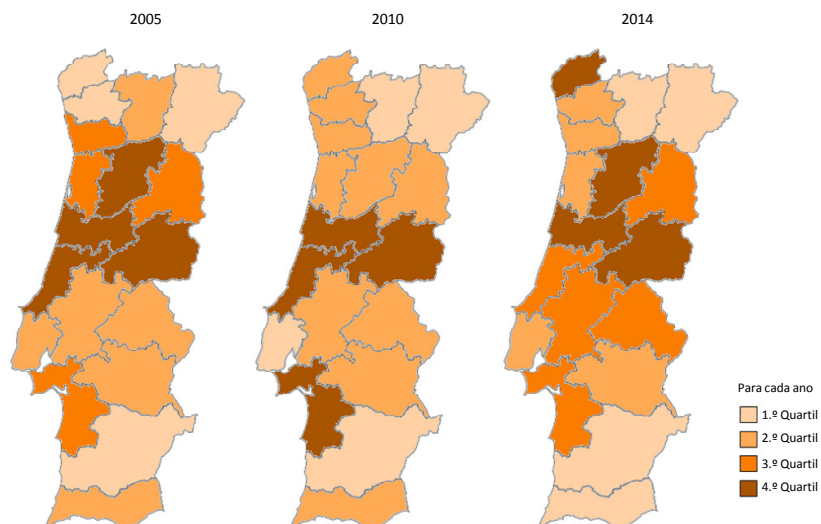 2005
2010
2014
Para cada ano
1.º Quartil
2.º Quartil
3.º Quartil
4.º Quartil